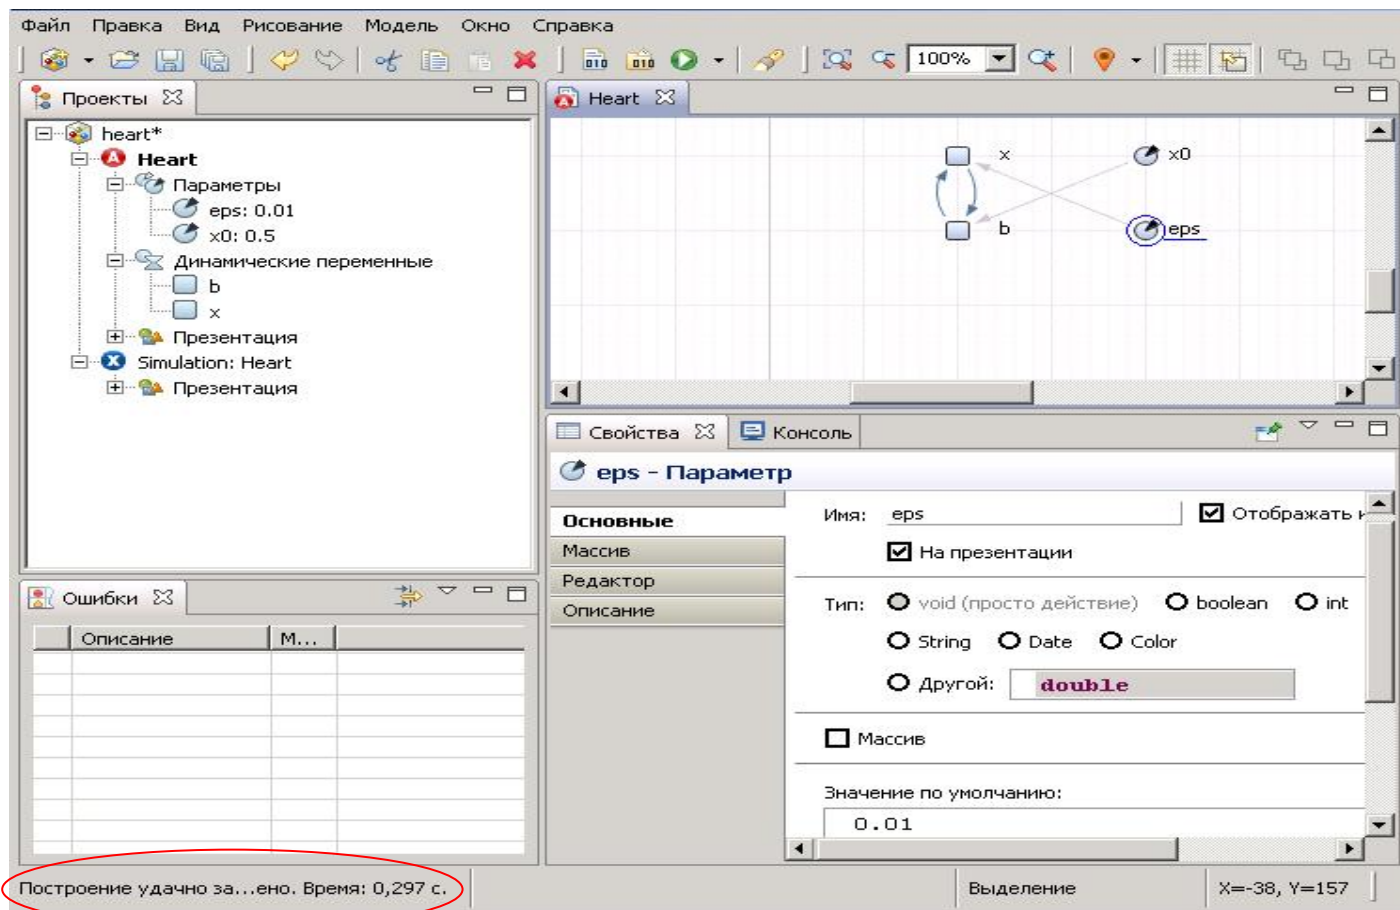 Файл Правка Вид Рисование Модель Окно Справка
100%
Проекты
heart*
Heart
Параметры
eps: 0.01
x0: 0.5
Динамические переменные
b
x
Презентация
Simulation: Heart
Презентация
Heart
x
x0
b
eps
Свойства
Консоль
eps - Параметр
Основные
Массив
Редактор
Описание
Имя: eps
Отображать
На презентации
Тип: void (просто действие) boolean int
String Date Color
Другой: double
Массив
Значение по умолчанию:
0.01
Ошибки
Описание М...
Построение удачно за...ено. Время: 0,297 с.
Выделение
X=-38, Y=157